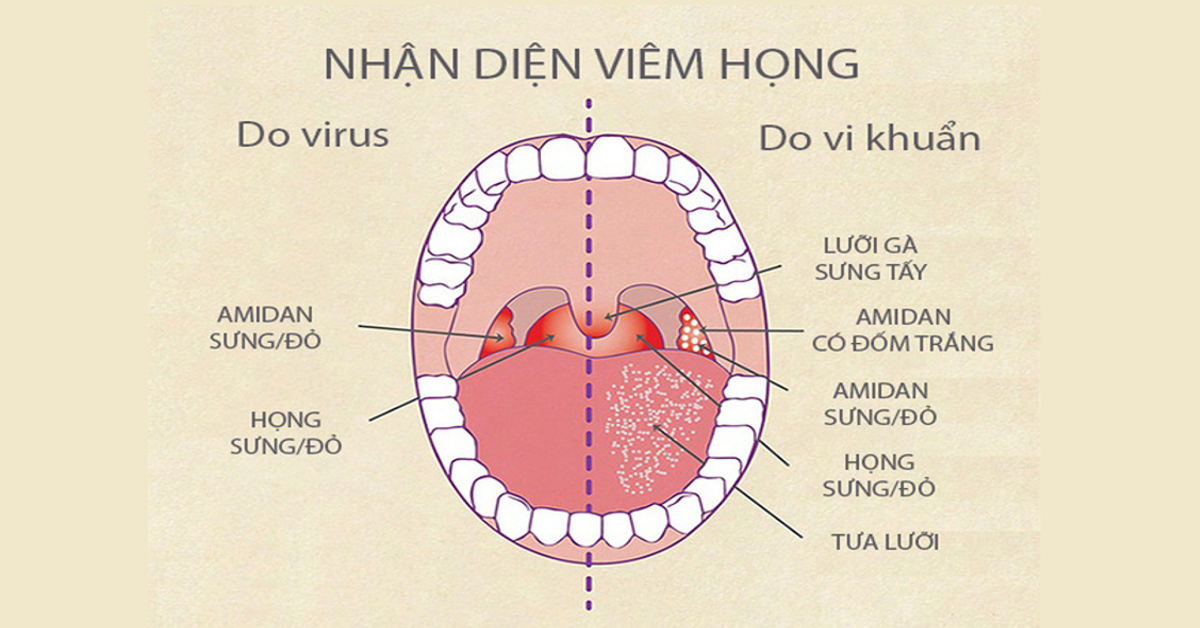 NHẬN DIỆN VIÊM HỌNG
Do virus
Do vi khuẩn
AMIDAN
SƯNG/ĐỎ
HỌNG
SƯNG/ĐỎ
LƯỠI GÀ
SƯNG TẤY
AMIDAN
CÓ ĐỐM TRẮNG
AMIDAN
SƯNG/ĐỎ
HỌNG
SƯNG/ĐỎ
TƯA LƯỠI